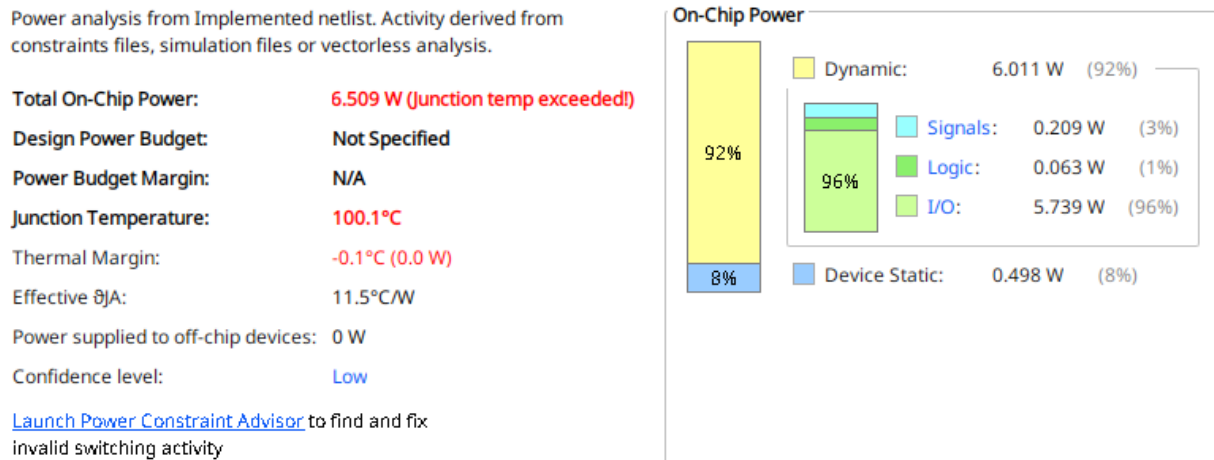 Power analysis from Implemented netlist. Activity derived from
constraints files, simulation files or vectorless analysis.
Total On-Chip Power: 6.509 W (Junction temp exceeded!)
Design Power Budget: Not Specified
Power Budget Margin: N/A
Junction Temperature: 100.1°C
Thermal Margin: -0.1°C (0.0 W)
Effective ϑJA: 11.5°C/W
Power supplied to off-chip devices: 0 W
Confidence level: Low
Launch Power Constraint Advisor to find and fix
invalid switching activity
On-Chip Power
92%
8%
Dynamic: 6.011 W (92%)
96%
Signals: 0.209 W (3%)
Logic: 0.063 W (1%)
I/O: 5.739 W (96%)
Device Static: 0.498 W (8%)